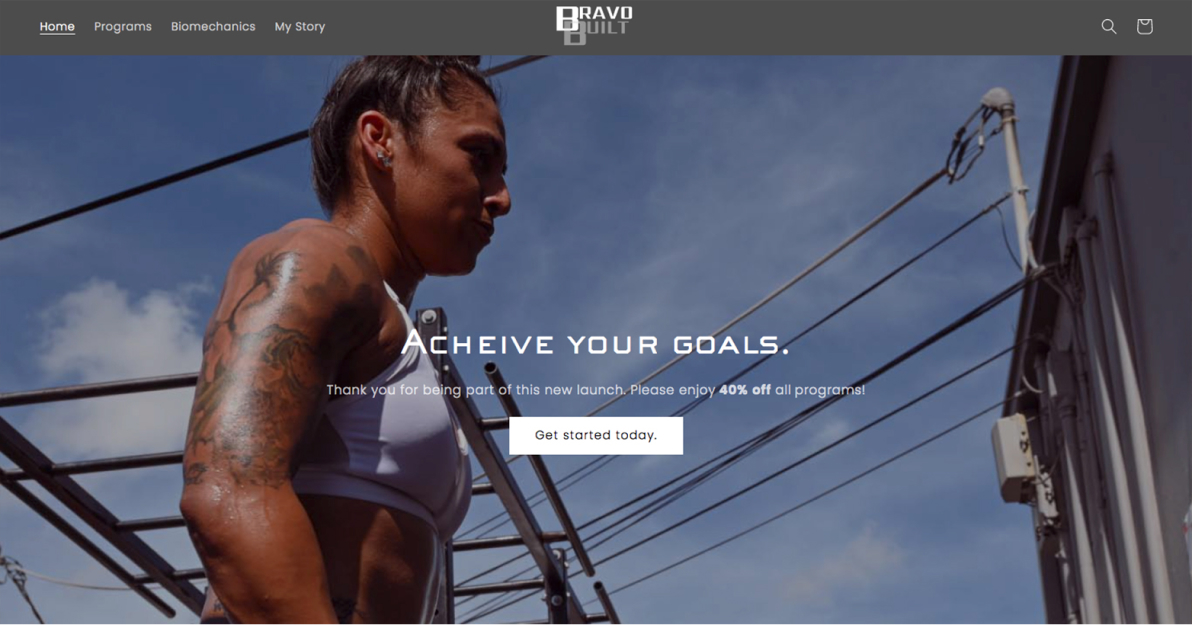 Home Programs Biomechanics My Story
BRAVO
BUILT
Acheive your goals.
Thank you for being part of this new launch. Please enjoy 40% off all programs!
Get started today.